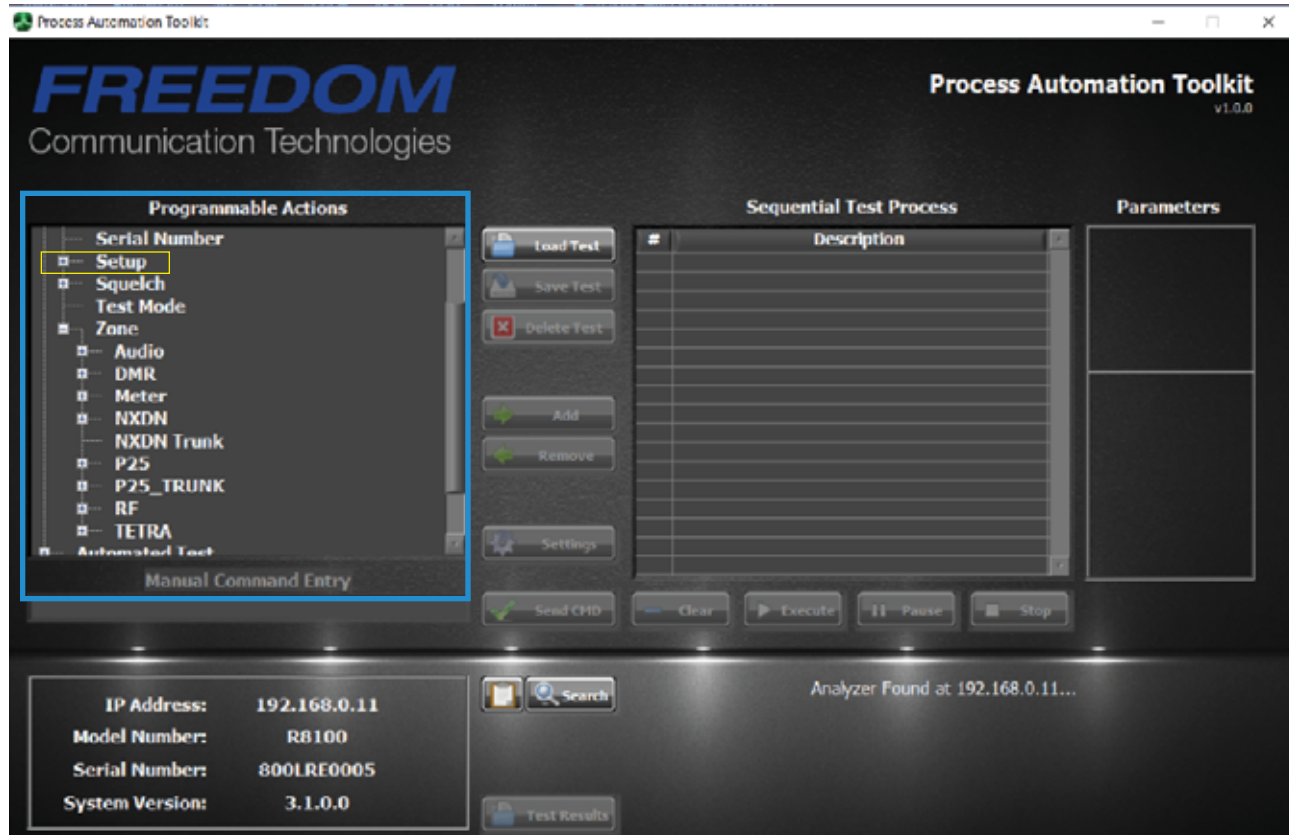 Process Automation Toolkit
FREEDOM
Communication Technologies
Process Automation Toolkit
v1.0.0
Programmable Actions
Serial Number
Setup
Squelch
Test Mode
Zone
Audio
DMR
Meter
NXDN
NXDN Trunk
P25
P25_TRUNK
RF
TETRA
Automated Test
Manual Command Entry
Load Test
Save Test
Delete Test
Add
Remove
Settings
Send CMD
Sequential Test Process
# Description
Clear Execute Pause Stop
Parameters
IP Address: 192.168.0.11
Model Number: R8100
Serial Number: 800LRE0005
System Version: 3.1.0.0
Search
Test Results
Analyzer Found at 192.168.0.11...